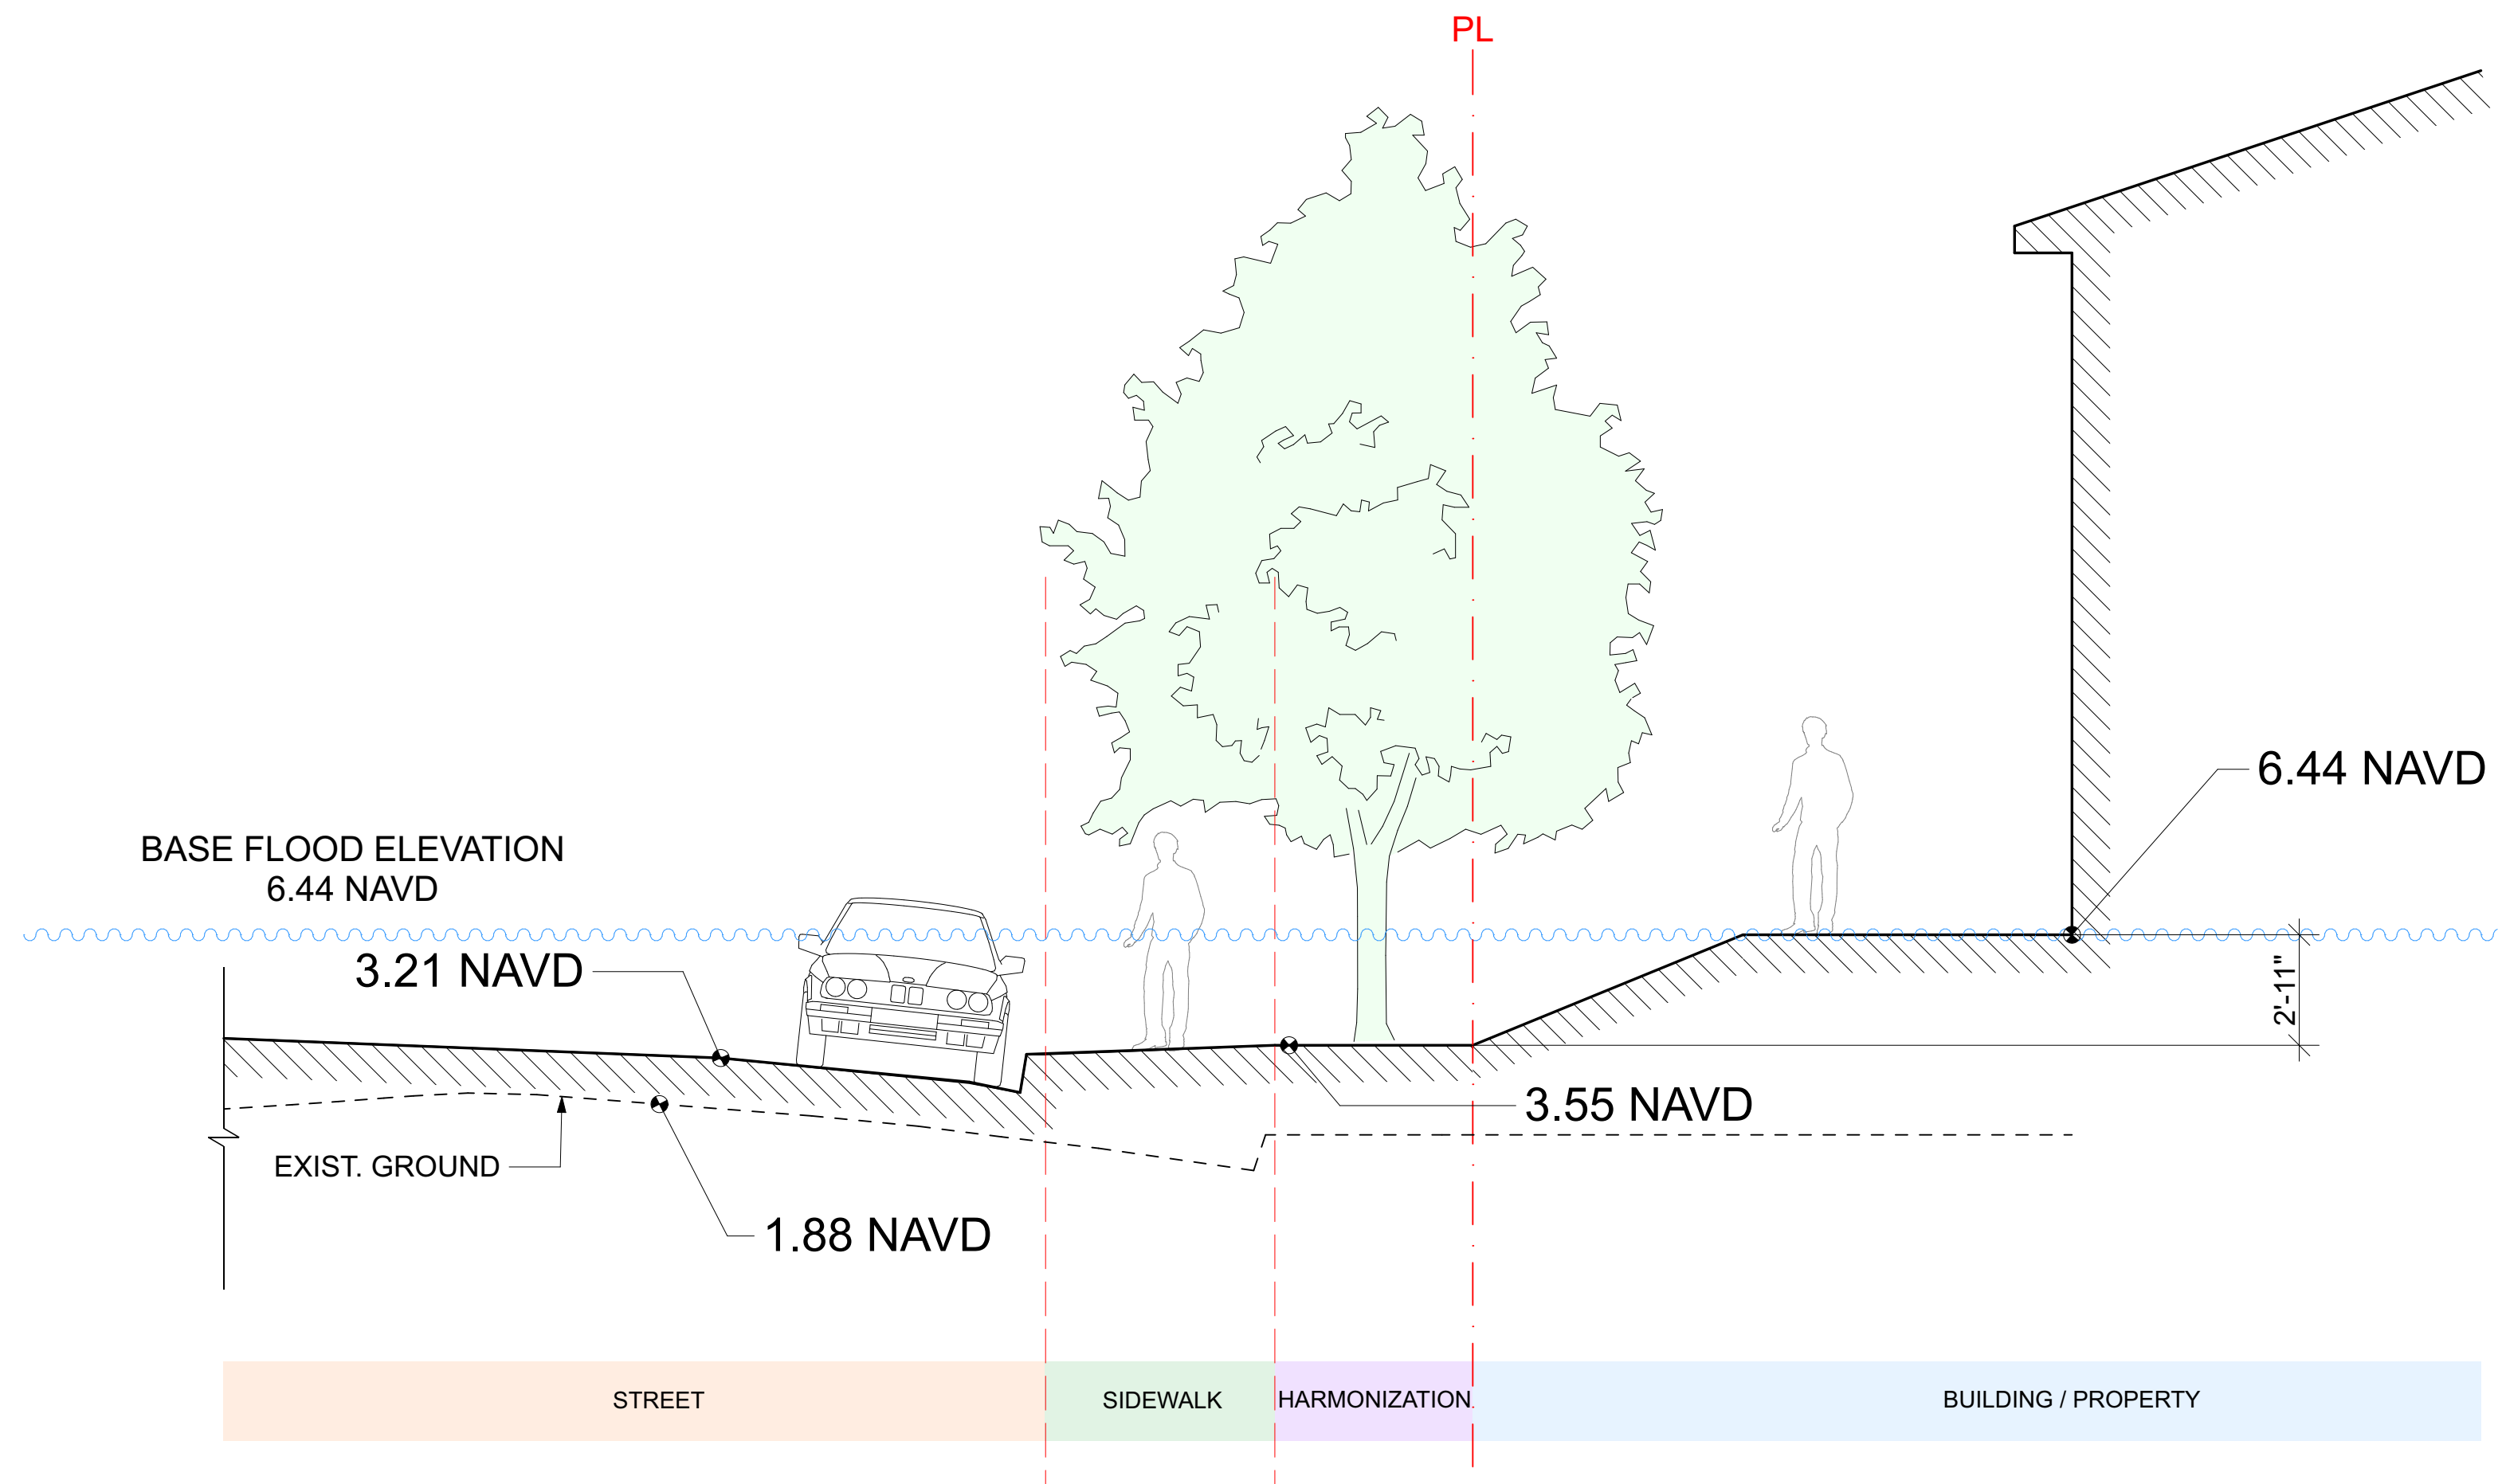 PL
6.44 NAVD
BASE FLOOD ELEVATION
6.44 NAVD
3.21 NAVD
2'-11"
3.55 NAVD
EXIST. GROUND
1.88 NAVD
STREET
SIDEWALK
HARMONIZATION
BUILDING / PROPERTY